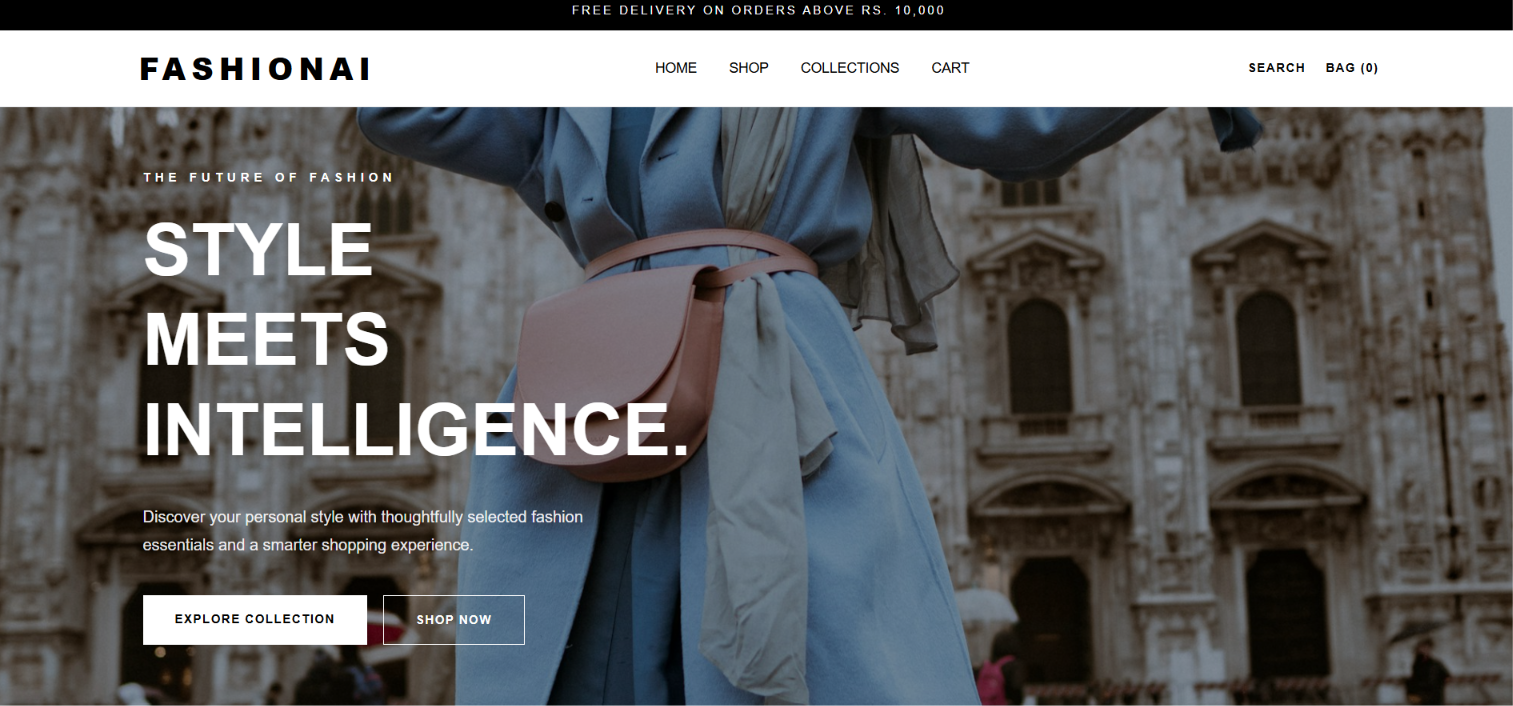 FREE DELIVERY ON ORDERS ABOVE RS. 10,000
FASHIONAI
HOME SHOP COLLECTIONS CART
SEARCH BAG (0)
THE FUTURE OF FASHION
STYLE
MEETS
INTELLIGENCE.
Discover your personal style with thoughtfully selected fashion
essentials and a smarter shopping experience.
EXPLORE COLLECTION SHOP NOW